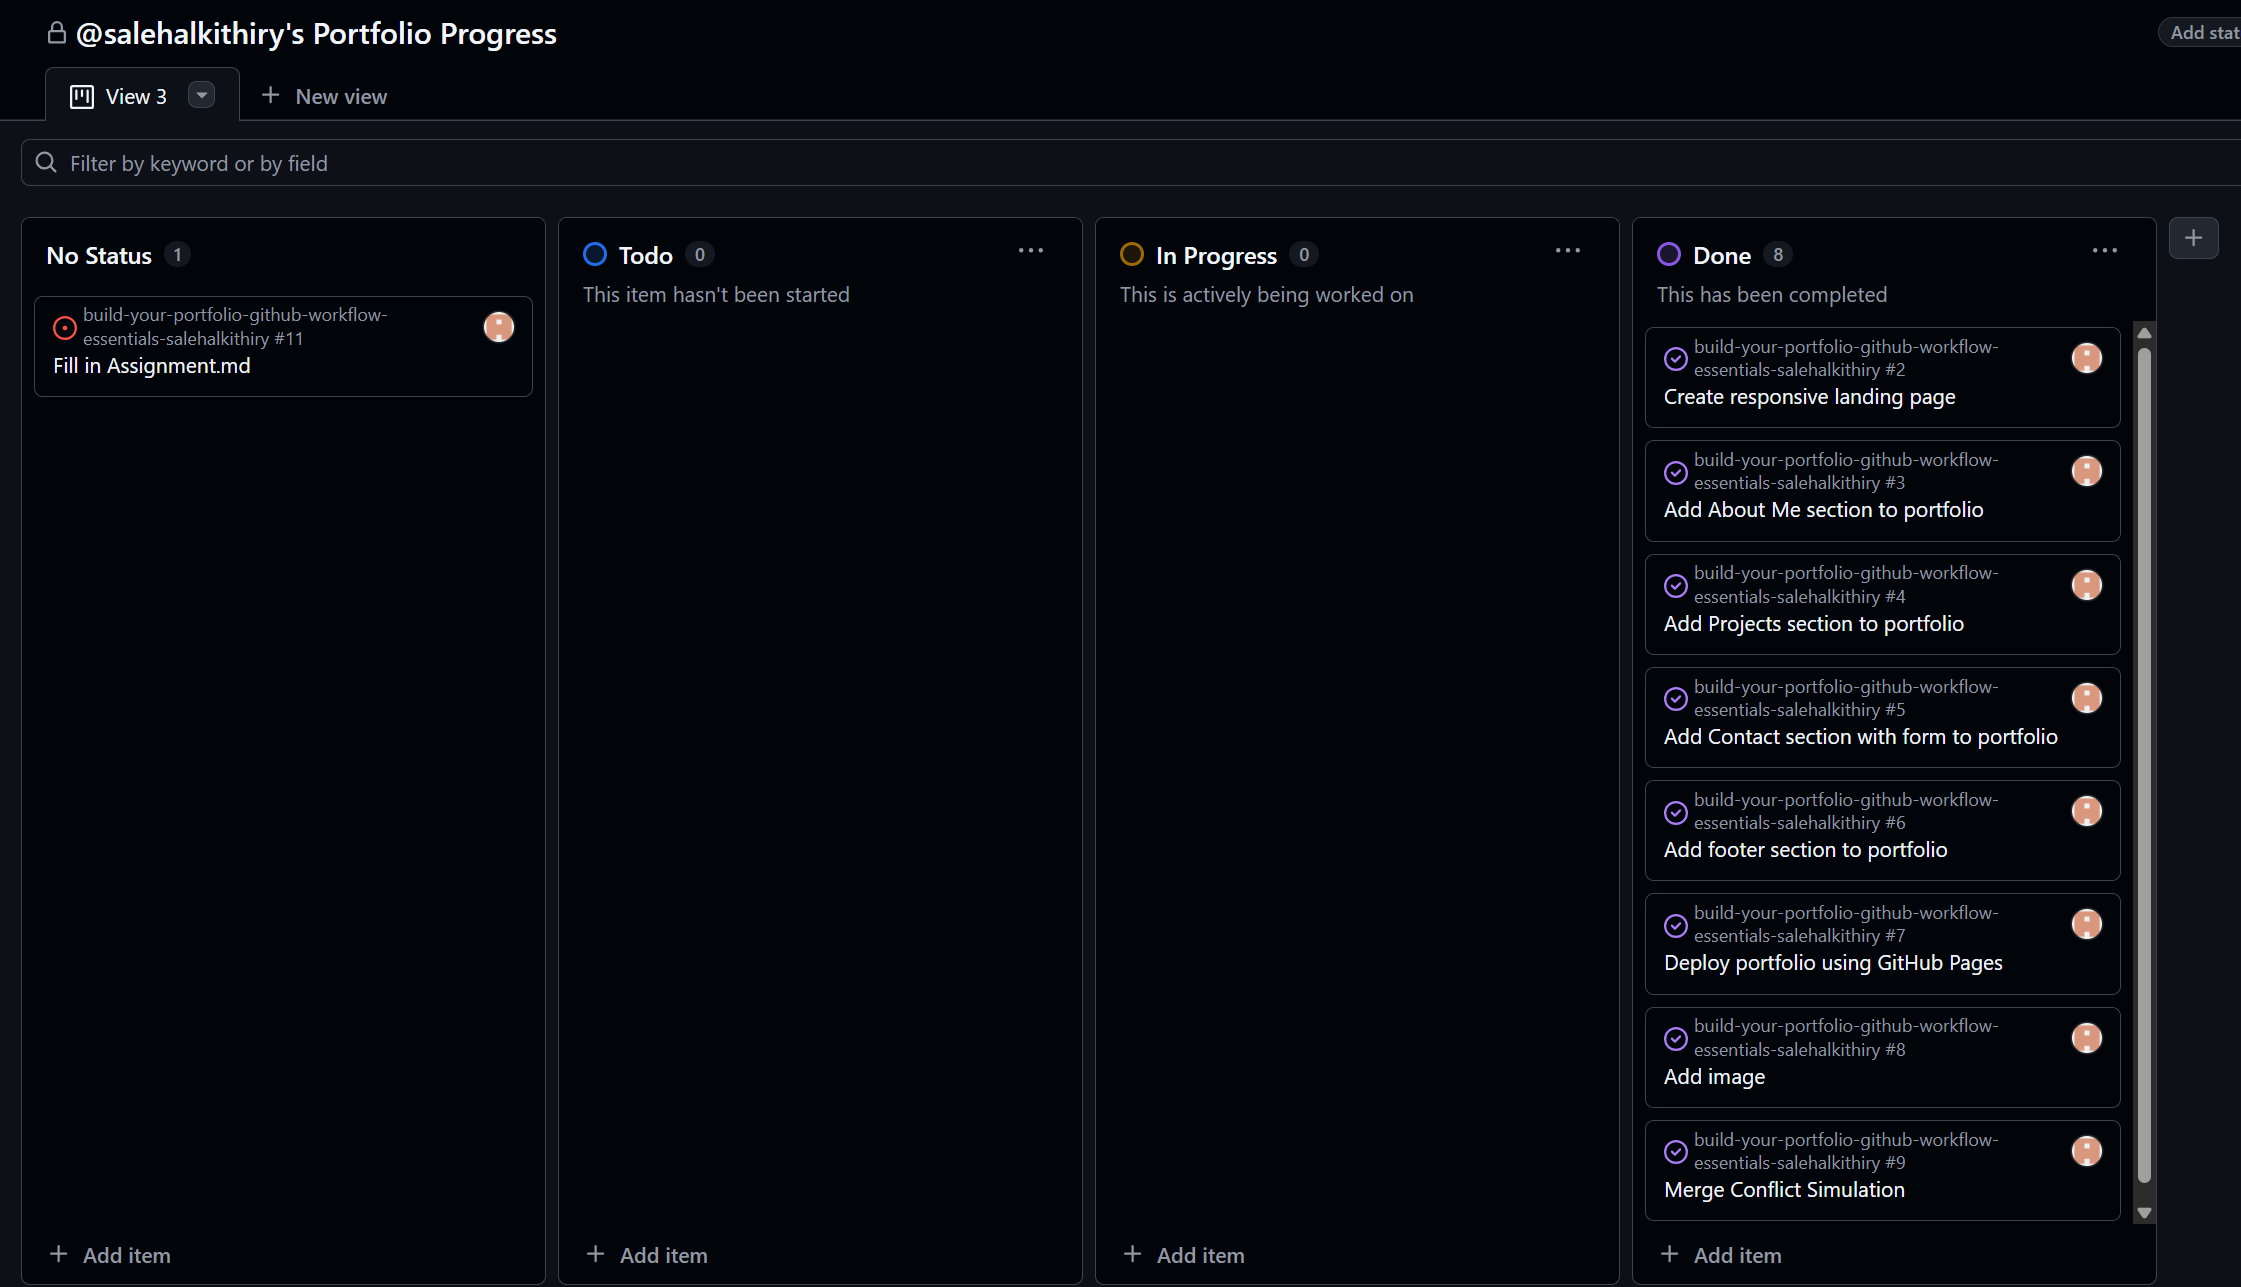 @salehalkithiry's Portfolio Progress
Add stat
View 3
New view
Filter by keyword or by field
No Status 1
build-your-portfolio-github-workflow-
essentials-salehalkithiry #11
Fill in Assignment.md
Add item
Todo 0
This item hasn't been started
Add item
In Progress 0
This is actively being worked on
Add item
Done 8
This has been completed
build-your-portfolio-github-workflow-
essentials-salehalkithiry #2
Create responsive landing page
build-your-portfolio-github-workflow-
essentials-salehalkithiry #3
Add About Me section to portfolio
build-your-portfolio-github-workflow-
essentials-salehalkithiry #4
Add Projects section to portfolio
build-your-portfolio-github-workflow-
essentials-salehalkithiry #5
Add Contact section with form to portfolio
build-your-portfolio-github-workflow-
essentials-salehalkithiry #6
Add footer section to portfolio
build-your-portfolio-github-workflow-
essentials-salehalkithiry #7
Deploy portfolio using GitHub Pages
build-your-portfolio-github-workflow-
essentials-salehalkithiry #8
Add image
build-your-portfolio-github-workflow-
essentials-salehalkithiry #9
Merge Conflict Simulation
Add item